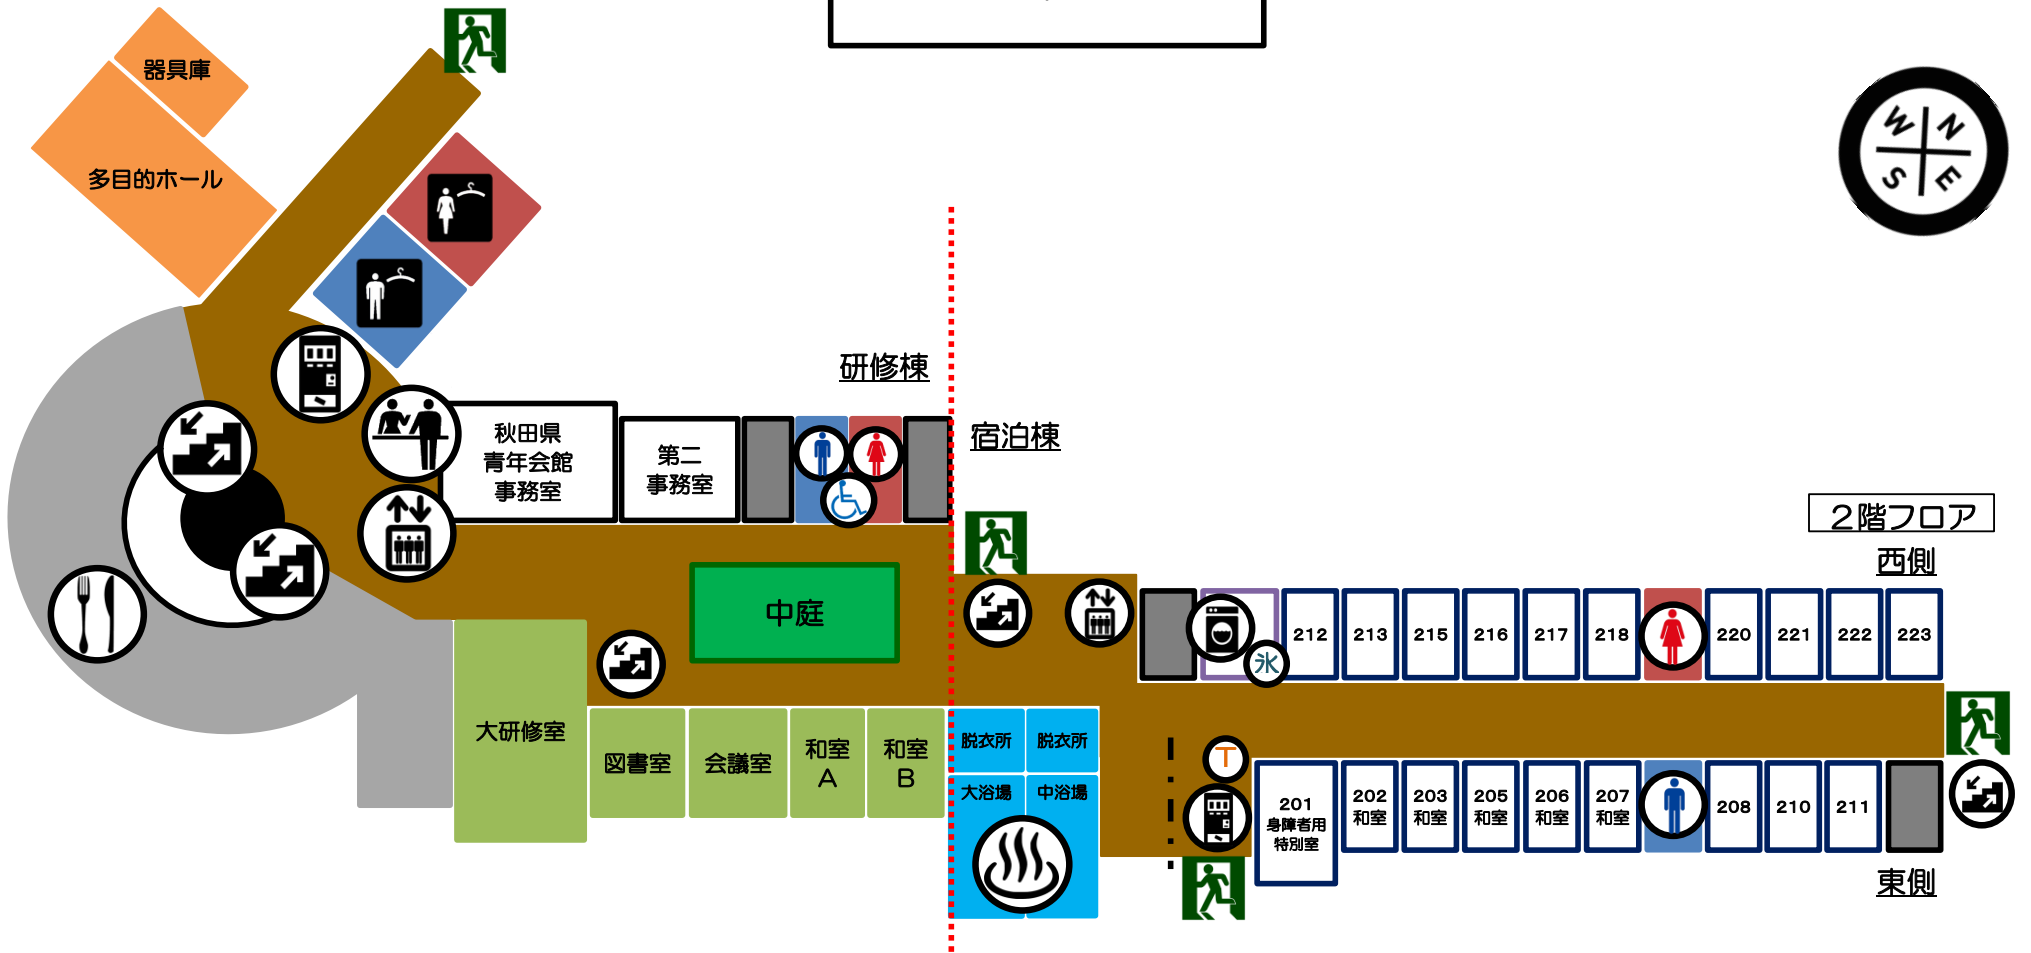 器具庫
多目的ホール
W
N
S
E
研修棟
宿泊棟
秋田県
青年会館
事務室
第二
事務室
2階フロア
西側
中庭
氷
212
213
215
216
217
218
220
221
222
223
大研修室
図書室
会議室
和室
A
和室
B
脱衣所
脱衣所
大浴場
中浴場
T
201
身障者用
特別室
202
和室
203
和室
205
和室
206
和室
207
和室
208
210
211
東側